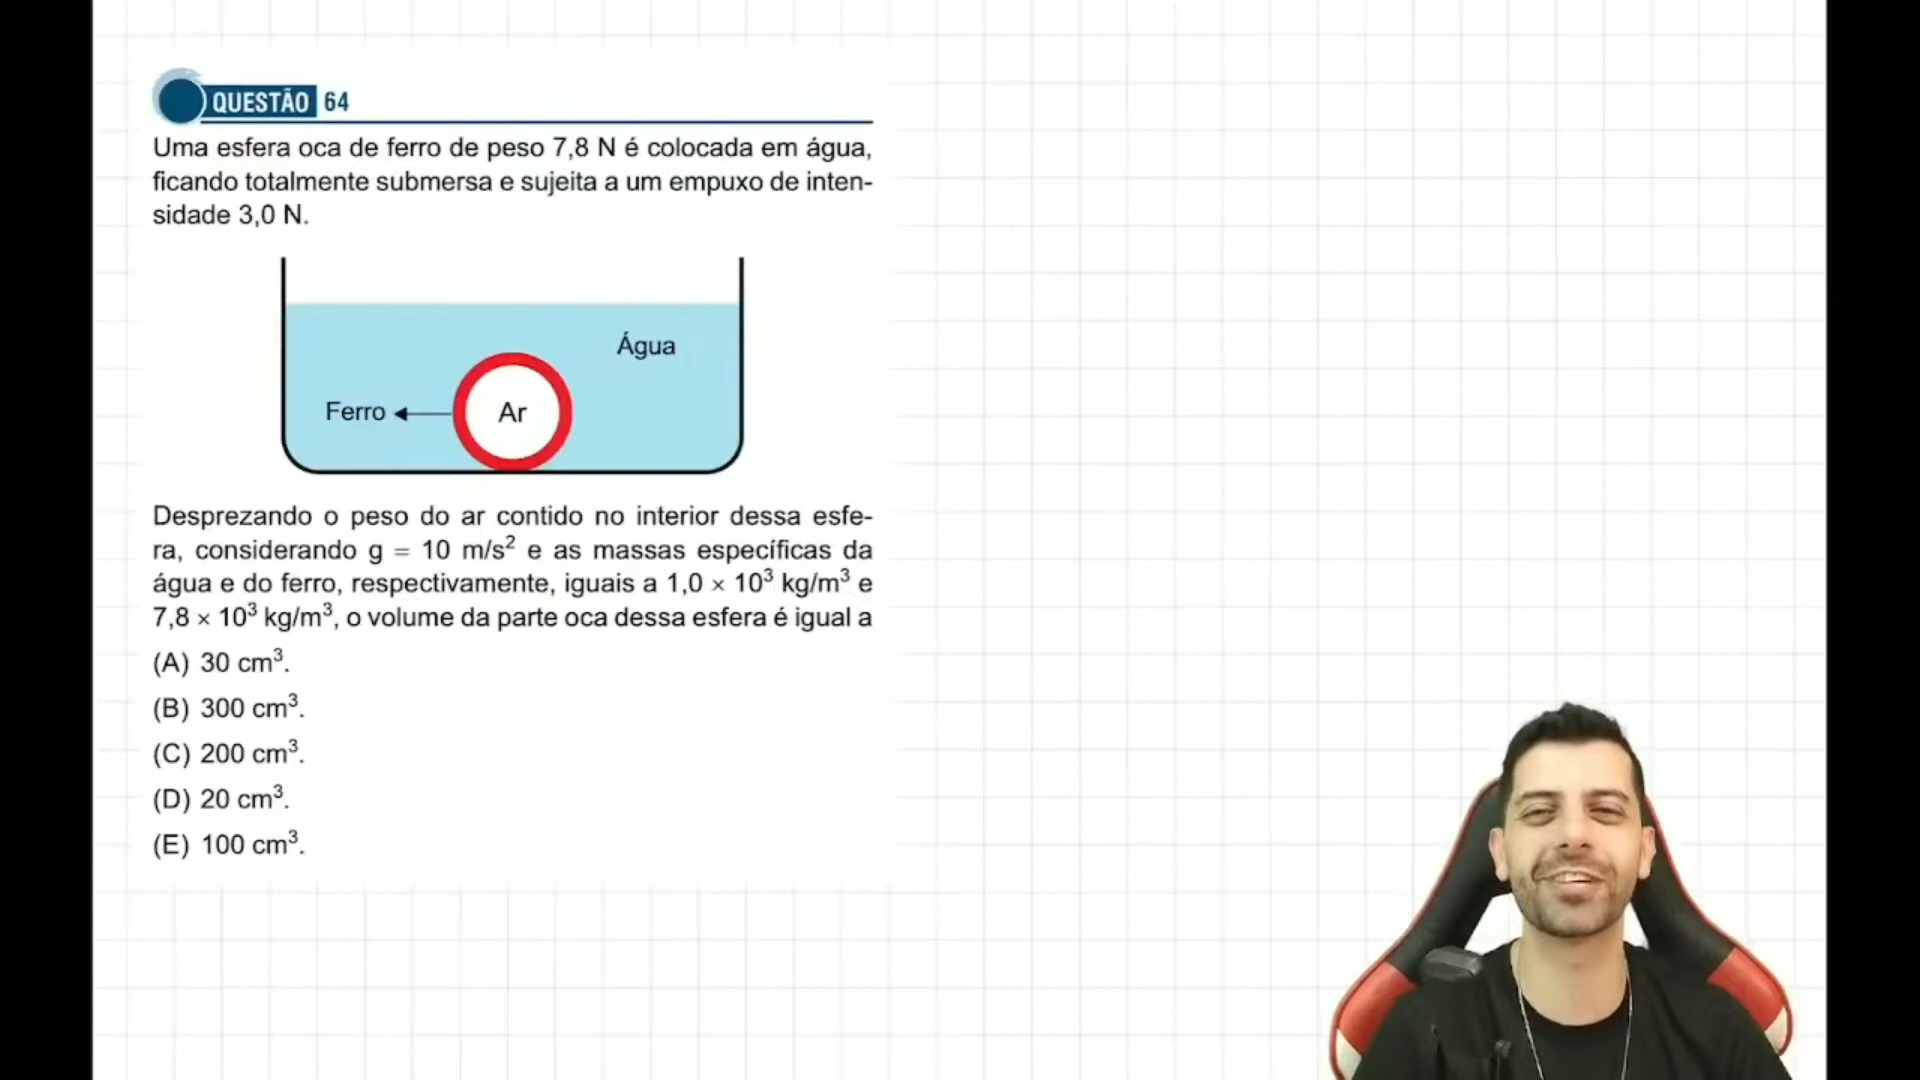 QUESTÃO 64
Uma esfera oca de ferro de peso 7,8 N é colocada em água,
ficando totalmente submersa e sujeita a um empuxo de inten-
sidade 3,0 N.
Água
Ferro
Ar
Desprezando o peso do ar contido no interior dessa esfe-
ra, considerando g = 10 m/s² e as massas específicas da
água e do ferro, respectivamente, iguais a 1,0 × 10³ kg/m³ e
7,8 × 10³ kg/m³, o volume da parte oca dessa esfera é igual a
(A) 30 cm³.
(B) 300 cm³.
(C) 200 cm³.
(D) 20 cm³.
(E) 100 cm³.